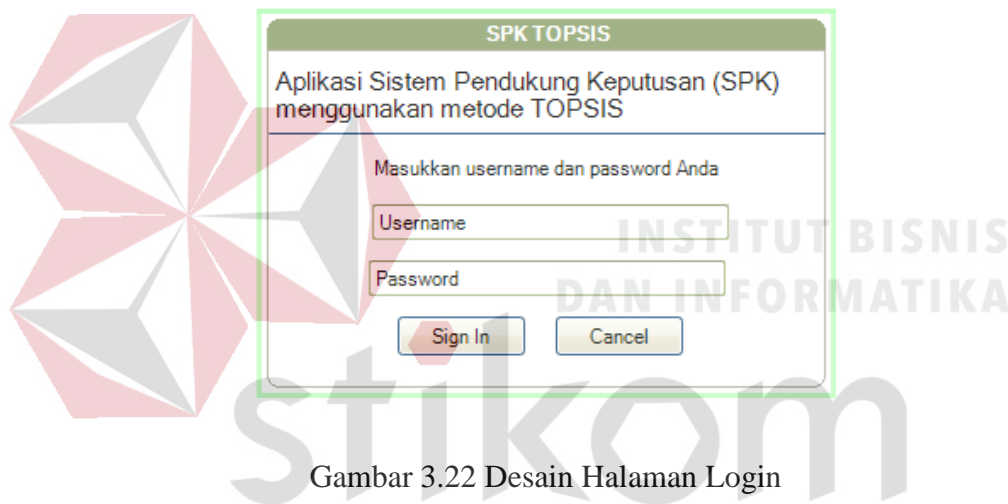 SPK TOPSIS
Aplikasi Sistem Pendukung Keputusan (SPK)
menggunakan metode TOPSIS
Masukkan username dan password Anda
Username
Password
Sign In
Cancel
INSTITUT BISNIS
DAN INFORMATIKA
stikom
Gambar 3.22 Desain Halaman Login